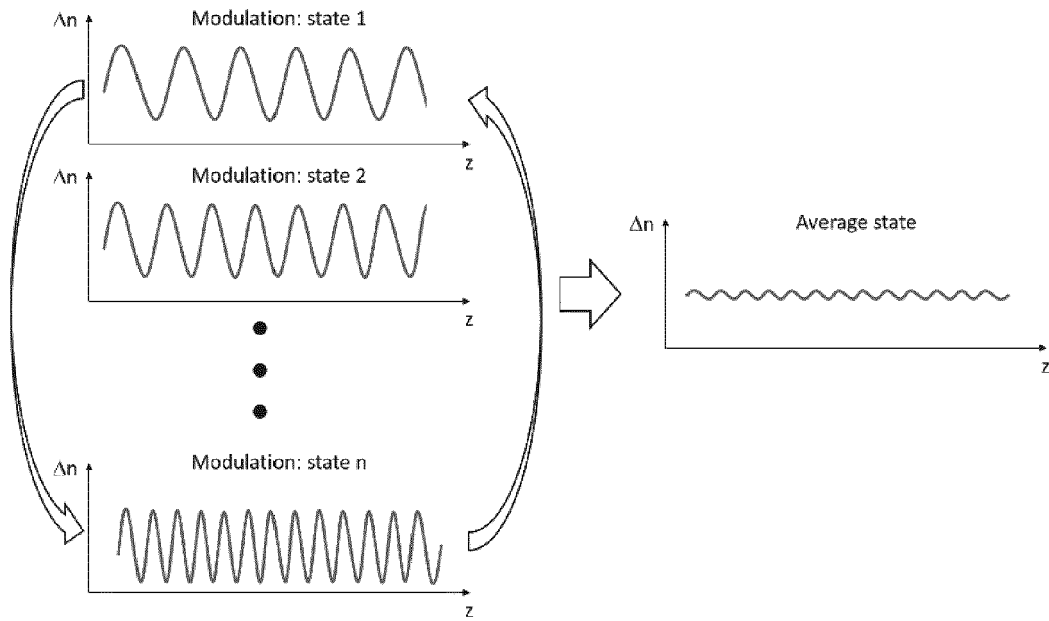 Δn
Modulation: state 1
z
Δn
Modulation: state 2
z
Δn
Average state
z
Δn
Modulation: state n
z